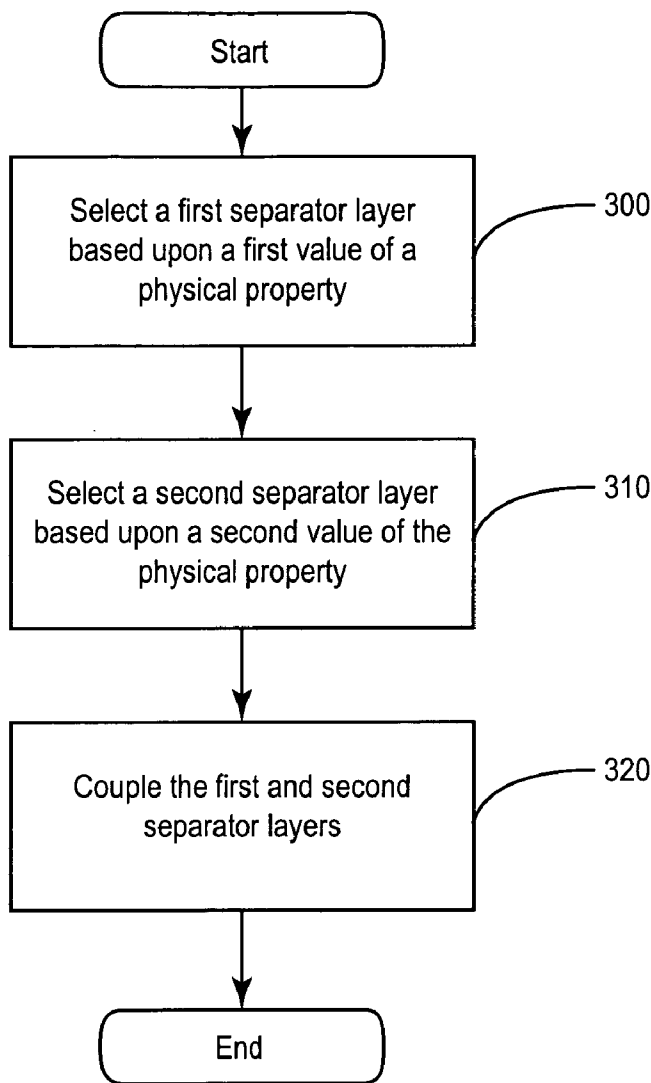 Start
Select a first separator layer
based upon a first value of a
physical property
300
Select a second separator layer
based upon a second value of the
physical property
310
Couple the first and second
separator layers
320
End